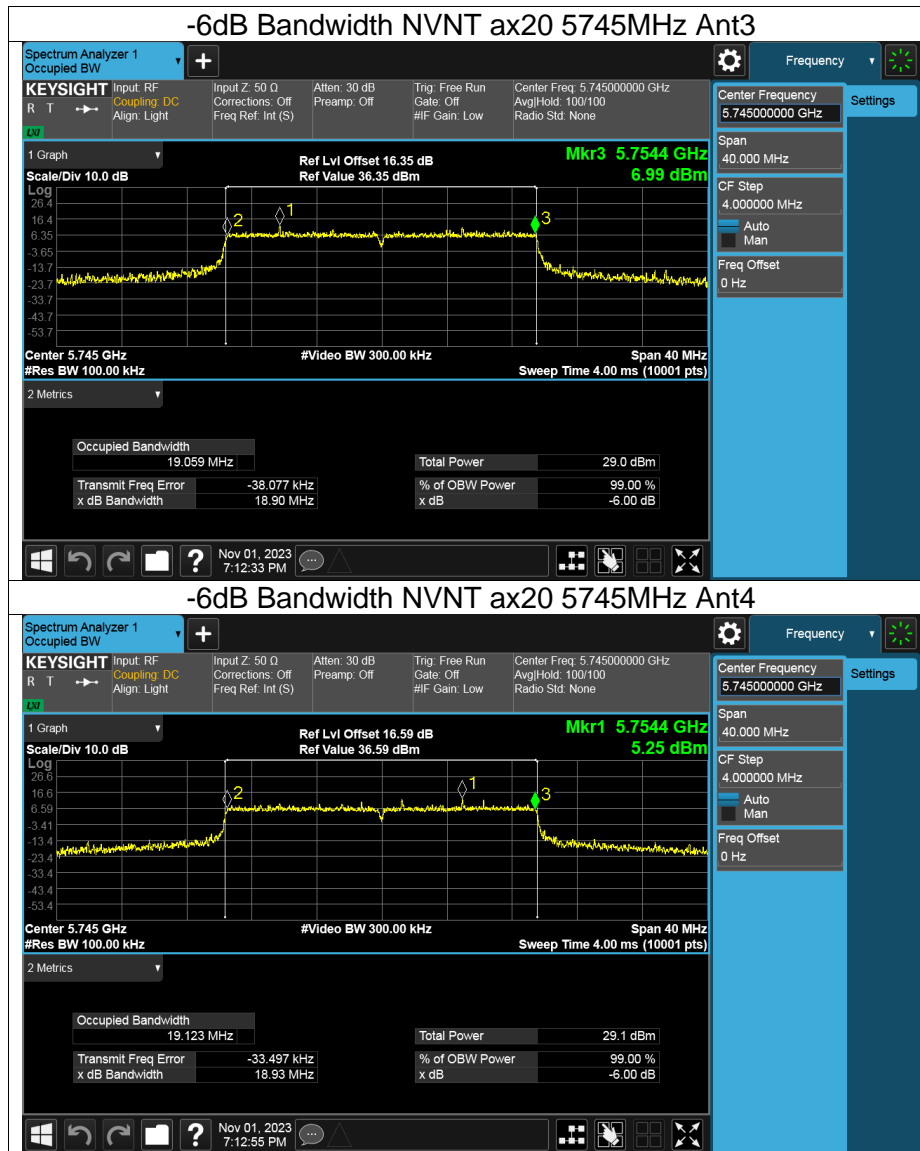 -6dB Bandwidth NVNT ax20 5745MHz Ant3
Spectrum Analyzer 1
Occupied BW
+
Frequency
KEYSIGHT
R T
LXI
Input: RF
Coupling: DC
Align: Light
Input Z: 50 Ω
Corrections: Off
Freq Ref: Int (S)
Atten: 30 dB
Preamp: Off
Trig: Free Run
Gate: Off
#IF Gain: Low
Center Freq: 5.745000000 GHz
Avg|Hold: 100/100
Radio Std: None
Center Frequency
5.745000000 GHz
Settings
Span
40.000 MHz
CF Step
4.000000 MHz
Auto
Man
Freq Offset
0 Hz
1 Graph
Scale/Div 10.0 dB
Ref Lvl Offset 16.35 dB
Ref Value 36.35 dBm
Mkr3 5.7544 GHz
6.99 dBm
Log
26.4
16.4
6.35
-3.65
-13.7
-23.7
-33.7
-43.7
-53.7
2
1
3
Center 5.745 GHz
#Video BW 300.00 kHz
Span 40 MHz
#Res BW 100.00 kHz
Sweep Time 4.00 ms (10001 pts)
2 Metrics
Occupied Bandwidth
19.059 MHz
Total Power 29.0 dBm
Transmit Freq Error -38.077 kHz
% of OBW Power 99.00 %
x dB Bandwidth 18.90 MHz
x dB -6.00 dB
?
Nov 01, 2023
7:12:33 PM
-6dB Bandwidth NVNT ax20 5745MHz Ant4
Spectrum Analyzer 1
Occupied BW
+
Frequency
KEYSIGHT
R T
LXI
Input: RF
Coupling: DC
Align: Light
Input Z: 50 Ω
Corrections: Off
Freq Ref: Int (S)
Atten: 30 dB
Preamp: Off
Trig: Free Run
Gate: Off
#IF Gain: Low
Center Freq: 5.745000000 GHz
Avg|Hold: 100/100
Radio Std: None
Center Frequency
5.745000000 GHz
Settings
Span
40.000 MHz
CF Step
4.000000 MHz
Auto
Man
Freq Offset
0 Hz
1 Graph
Scale/Div 10.0 dB
Ref Lvl Offset 16.59 dB
Ref Value 36.59 dBm
Mkr1 5.7544 GHz
5.25 dBm
Log
26.6
16.6
6.59
-3.41
-13.4
-23.4
-33.4
-43.4
-53.4
2
1
3
Center 5.745 GHz
#Video BW 300.00 kHz
Span 40 MHz
#Res BW 100.00 kHz
Sweep Time 4.00 ms (10001 pts)
2 Metrics
Occupied Bandwidth
19.123 MHz
Total Power 29.1 dBm
Transmit Freq Error -33.497 kHz
% of OBW Power 99.00 %
x dB Bandwidth 18.93 MHz
x dB -6.00 dB
?
Nov 01, 2023
7:12:55 PM